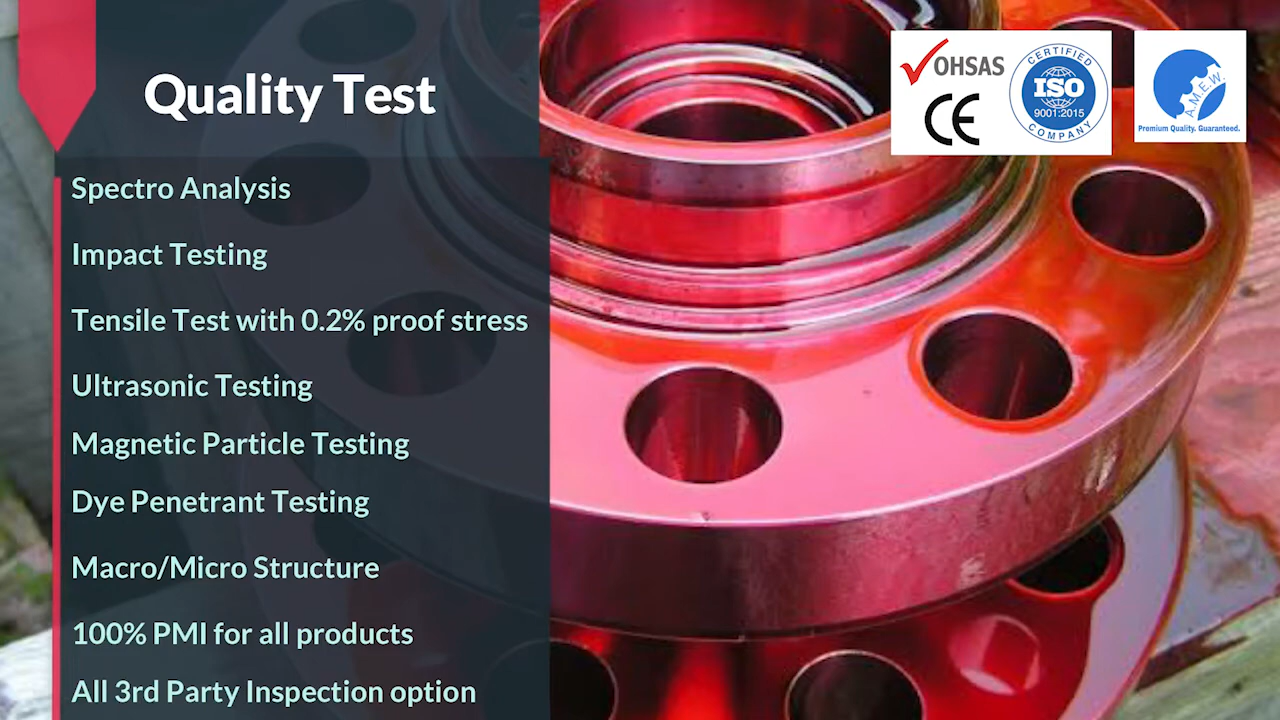 Quality Test
Spectro Analysis
Impact Testing
Tensile Test with 0.2% proof stress
Ultrasonic Testing
Magnetic Particle Testing
Dye Penetrant Testing
Macro/Micro Structure
100% PMI for all products
All 3rd Party Inspection option
OHSAS
CE
CERTIFIED
ISO
9001:2015
COMPANY
A.M.E.W.
Premium Quality. Guaranteed.